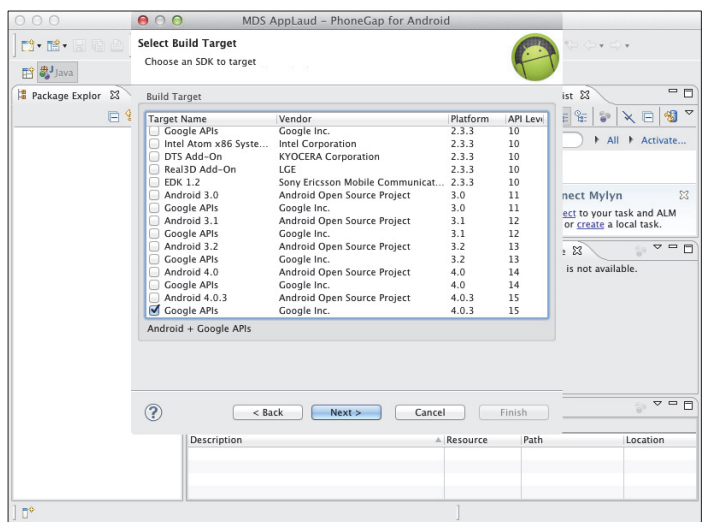 MDS AppLaud – PhoneGap for Android
Select Build Target
Choose an SDK to target
Java
Package Explor
Build Target
Target Name Vendor Platform API Leve
Google APIs Google Inc. 2.3.3 10
Intel Atom x86 Syste... Intel Corporation 2.3.3 10
DTS Add-On KYOCERA Corporation 2.3.3 10
Real3D Add-On LGE 2.3.3 10
EDK 1.2 Sony Ericsson Mobile Communicat... 2.3.3 10
Android 3.0 Android Open Source Project 3.0 11
Google APIs Google Inc. 3.0 11
Android 3.1 Android Open Source Project 3.1 12
Google APIs Google Inc. 3.1 12
Android 3.2 Android Open Source Project 3.2 13
Google APIs Google Inc. 3.2 13
Android 4.0 Android Open Source Project 4.0 14
Google APIs Google Inc. 4.0 14
Android 4.0.3 Android Open Source Project 4.0.3 15
Google APIs Google Inc. 4.0.3 15
Android + Google APIs
? < Back Next > Cancel Finish
ist
All Activate...
nect Mylyn
ect to your task and ALM
or create a local task.
is not available.
Description Resource Path Location